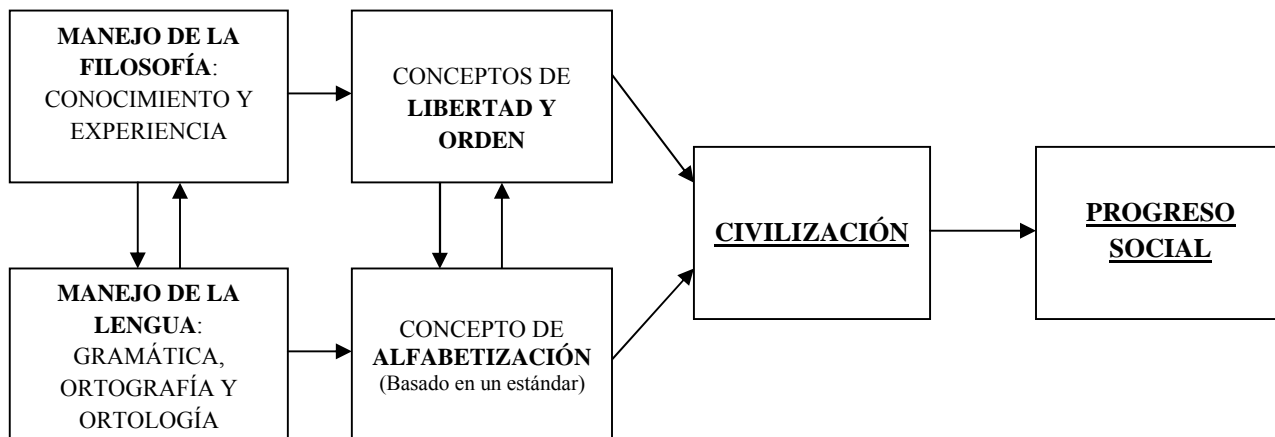 MANEJO DE LA
FILOSOFÍA:
CONOCIMIENTO Y
EXPERIENCIA
CONCEPTOS DE
LIBERTAD Y
ORDEN
MANEJO DE LA
LENGUA:
GRAMÁTICA,
ORTOGRAFÍA Y
ORTOLOGÍA
CONCEPTO DE
ALFABETIZACIÓN
(Basado en un estándar)
CIVILIZACIÓN
PROGRESO
SOCIAL